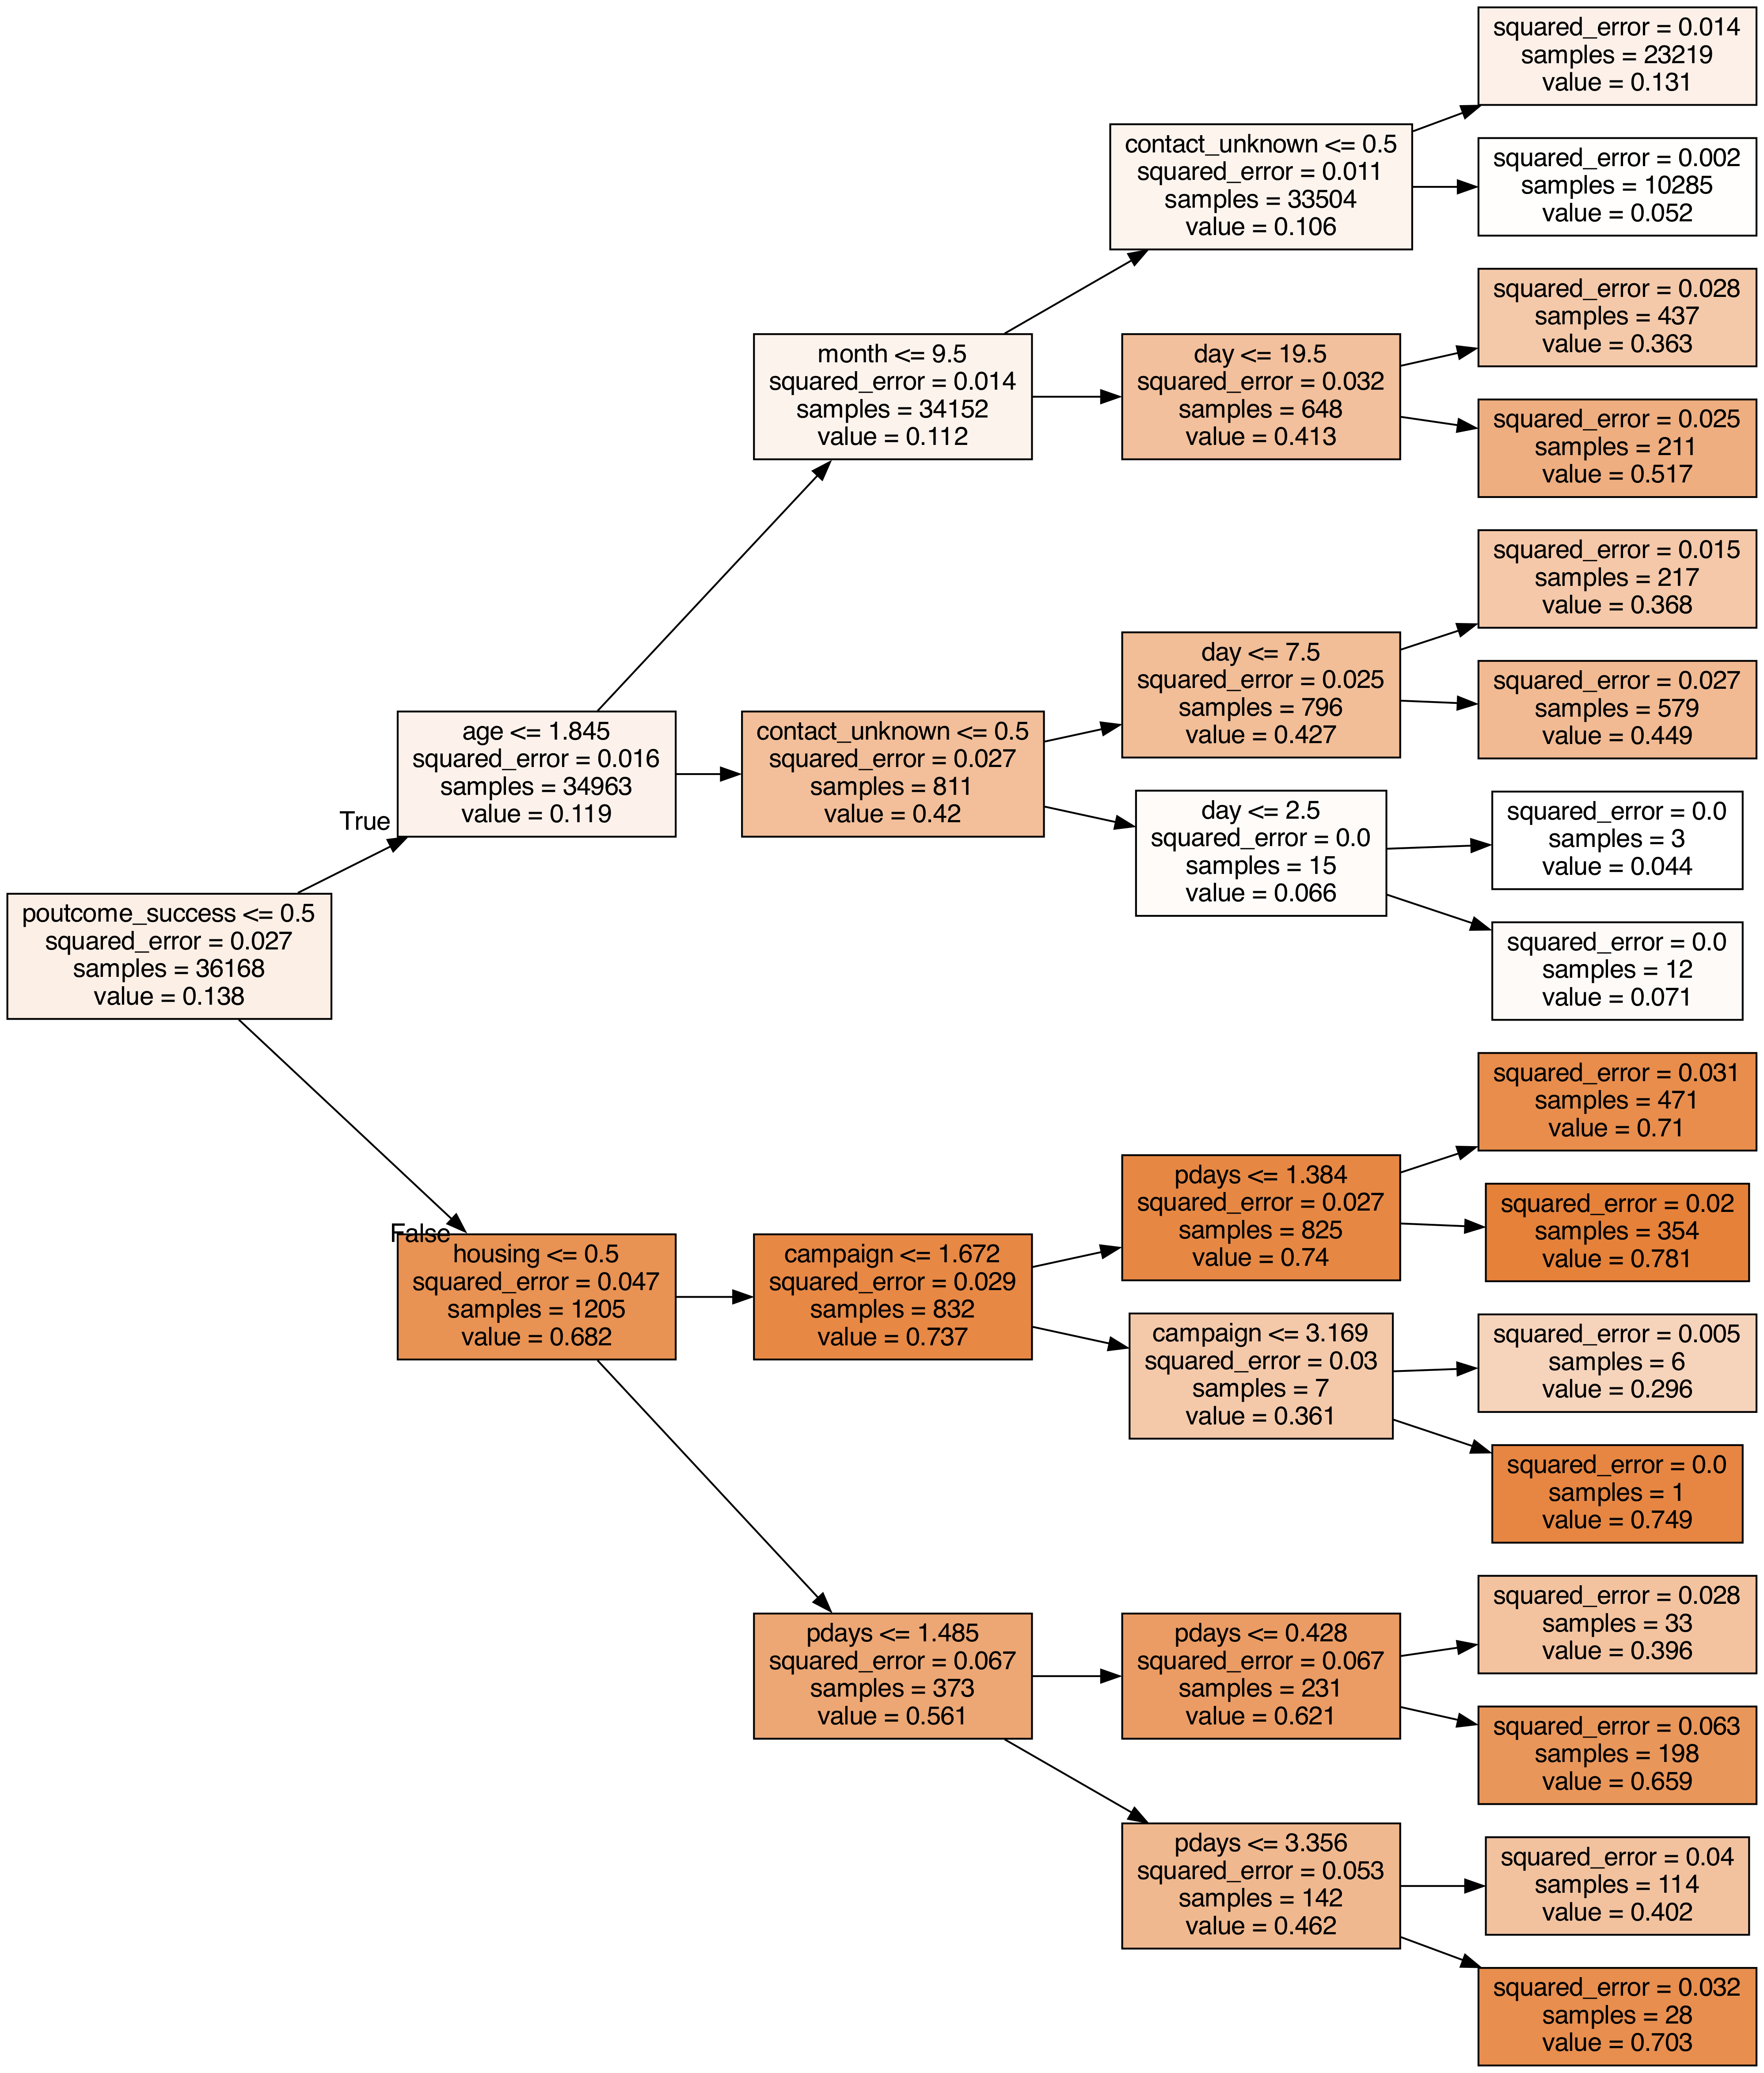 squared_error = 0.014
samples = 23219
value = 0.131
contact_unknown <= 0.5
squared_error = 0.011
samples = 33504
value = 0.106
squared_error = 0.002
samples = 10285
value = 0.052
squared_error = 0.028
samples = 437
value = 0.363
month <= 9.5
squared_error = 0.014
samples = 34152
value = 0.112
day <= 19.5
squared_error = 0.032
samples = 648
value = 0.413
squared_error = 0.025
samples = 211
value = 0.517
squared_error = 0.015
samples = 217
value = 0.368
day <= 7.5
squared_error = 0.025
samples = 796
value = 0.427
squared_error = 0.027
samples = 579
value = 0.449
age <= 1.845
squared_error = 0.016
samples = 34963
value = 0.119
contact_unknown <= 0.5
squared_error = 0.027
samples = 811
value = 0.42
day <= 2.5
squared_error = 0.0
samples = 15
value = 0.066
squared_error = 0.0
samples = 3
value = 0.044
True
poutcome_success <= 0.5
squared_error = 0.027
samples = 36168
value = 0.138
squared_error = 0.0
samples = 12
value = 0.071
squared_error = 0.031
samples = 471
value = 0.71
pdays <= 1.384
squared_error = 0.027
samples = 825
value = 0.74
squared_error = 0.02
samples = 354
value = 0.781
False
housing <= 0.5
squared_error = 0.047
samples = 1205
value = 0.682
campaign <= 1.672
squared_error = 0.029
samples = 832
value = 0.737
campaign <= 3.169
squared_error = 0.03
samples = 7
value = 0.361
squared_error = 0.005
samples = 6
value = 0.296
squared_error = 0.0
samples = 1
value = 0.749
squared_error = 0.028
samples = 33
value = 0.396
pdays <= 1.485
squared_error = 0.067
samples = 373
value = 0.561
pdays <= 0.428
squared_error = 0.067
samples = 231
value = 0.621
squared_error = 0.063
samples = 198
value = 0.659
pdays <= 3.356
squared_error = 0.053
samples = 142
value = 0.462
squared_error = 0.04
samples = 114
value = 0.402
squared_error = 0.032
samples = 28
value = 0.703